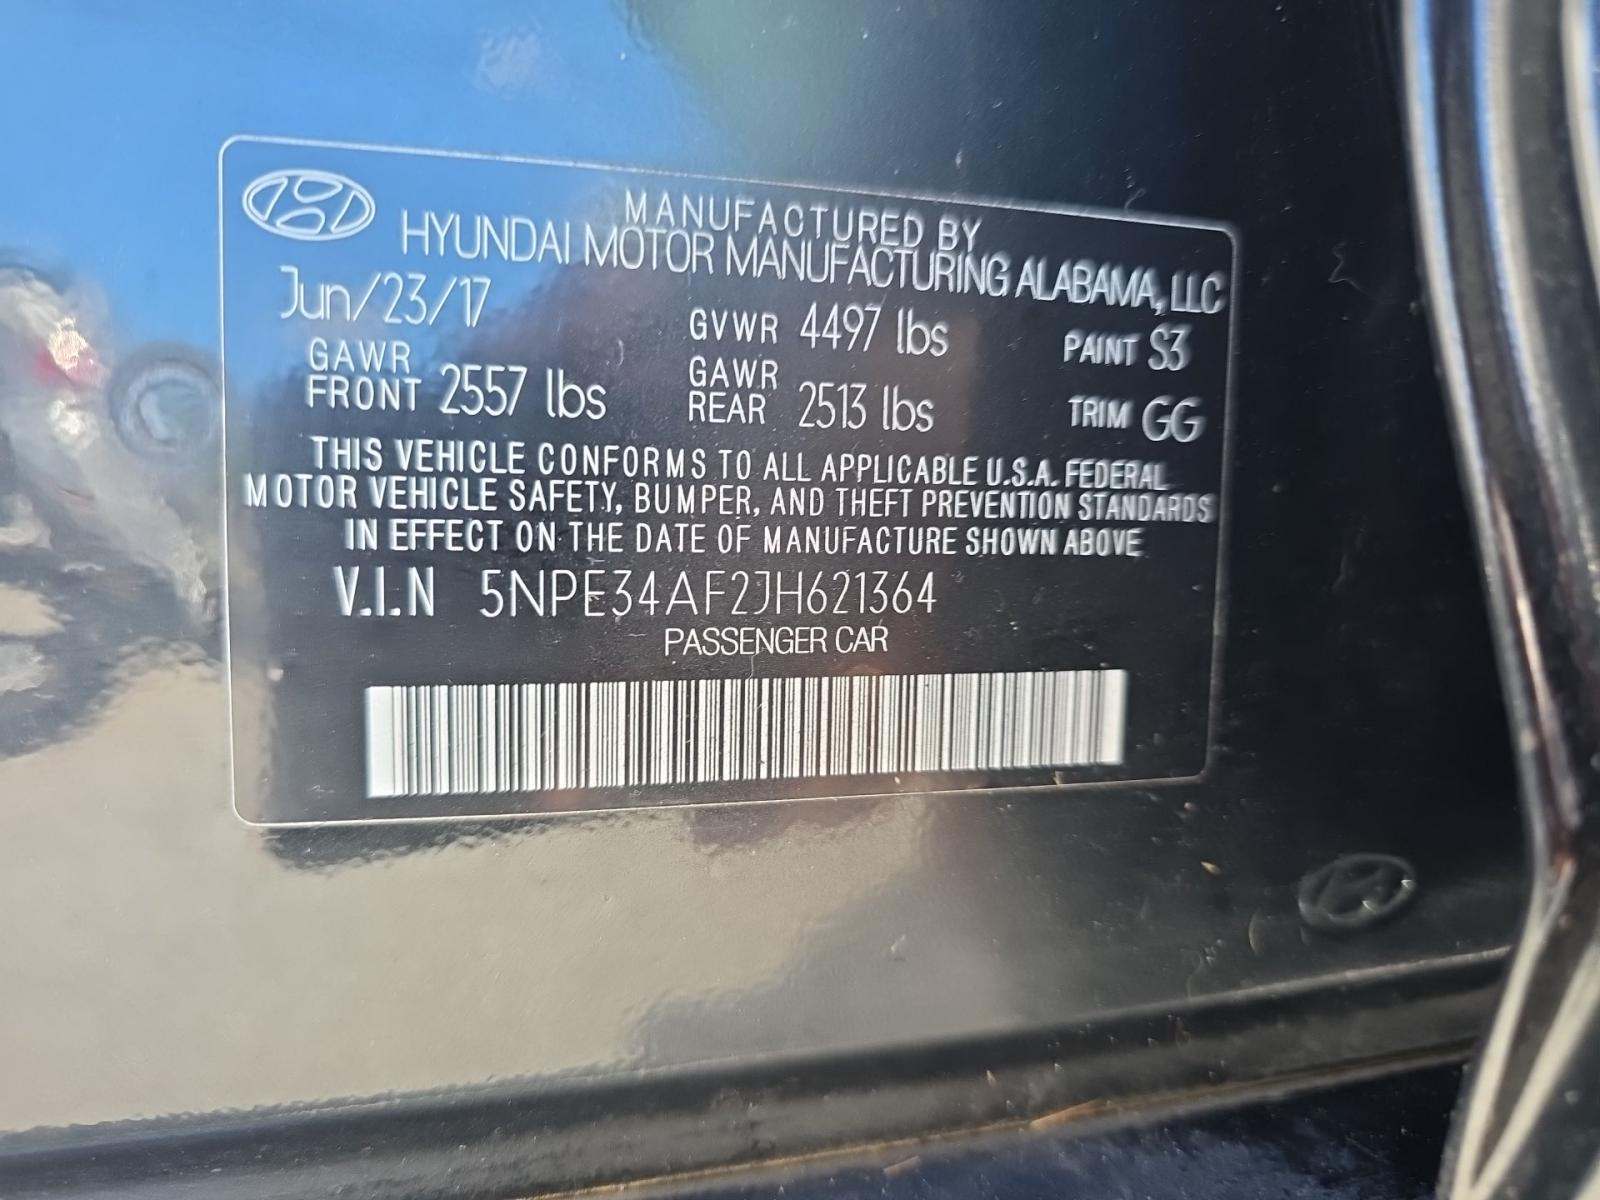 MANUFACTURED BY
HYUNDAI MOTOR MANUFACTURING ALABAMA, LLC
Jun/23/17 GVWR 4497 lbs PAINT S3
GAWR FRONT 2557 lbs GAWR REAR 2513 lbs TRIM GG
THIS VEHICLE CONFORMS TO ALL APPLICABLE U.S.A. FEDERAL
MOTOR VEHICLE SAFETY, BUMPER, AND THEFT PREVENTION STANDARDS
IN EFFECT ON THE DATE OF MANUFACTURE SHOWN ABOVE
V.I.N 5NPE34AF2JH621364
PASSENGER CAR